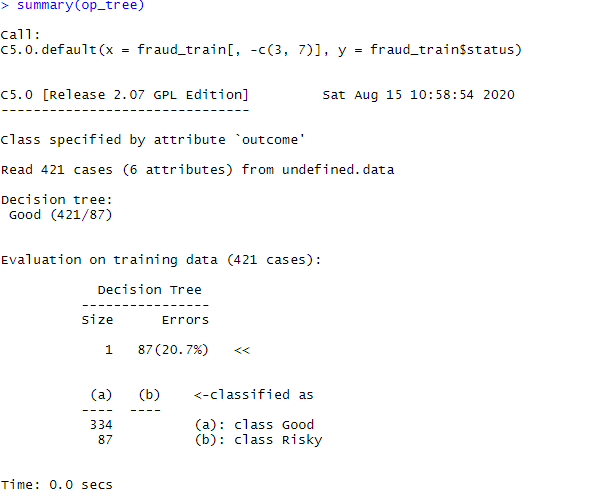 > summary(op_tree)
Call:
C5.0.default(x = fraud_train[, -c(3, 7)], y = fraud_train$status)
C5.0 [Release 2.07 GPL Edition] Sat Aug 15 10:58:54 2020
-------------------------------
Class specified by attribute `outcome'
Read 421 cases (6 attributes) from undefined.data
Decision tree:
Good (421/87)
Evaluation on training data (421 cases):
Decision Tree
----------------
Size Errors
1 87(20.7%) <<
(a) (b) <-classified as
---- ----
334 (a): class Good
87 (b): class Risky
Time: 0.0 secs